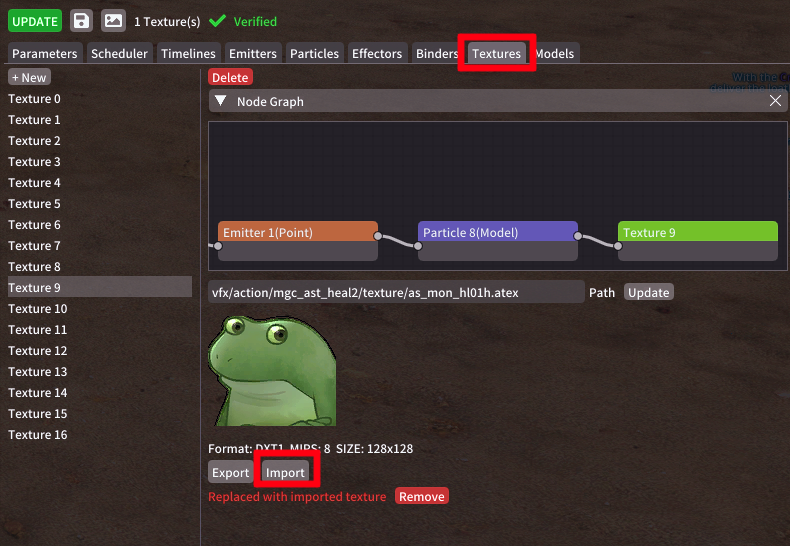 UPDATE 1 Texture(s) Verified
Parameters Scheduler Timelines Emitters Particles Effectors Binders Textures Models
+ New
Texture 0
Texture 1
Texture 2
Texture 3
Texture 4
Texture 5
Texture 6
Texture 7
Texture 8
Texture 9
Texture 10
Texture 11
Texture 12
Texture 13
Texture 14
Texture 15
Texture 16
Delete
With the
Node Graph
Emitter 1(Point) Particle 8(Model) Texture 9
vfx/action/mgc_ast_heal2/texture/as_mon_hl01h.atex Path Update
Format: DXT1 MIPS: 8 SIZE: 128x128
Export Import
Replaced with imported texture Remove